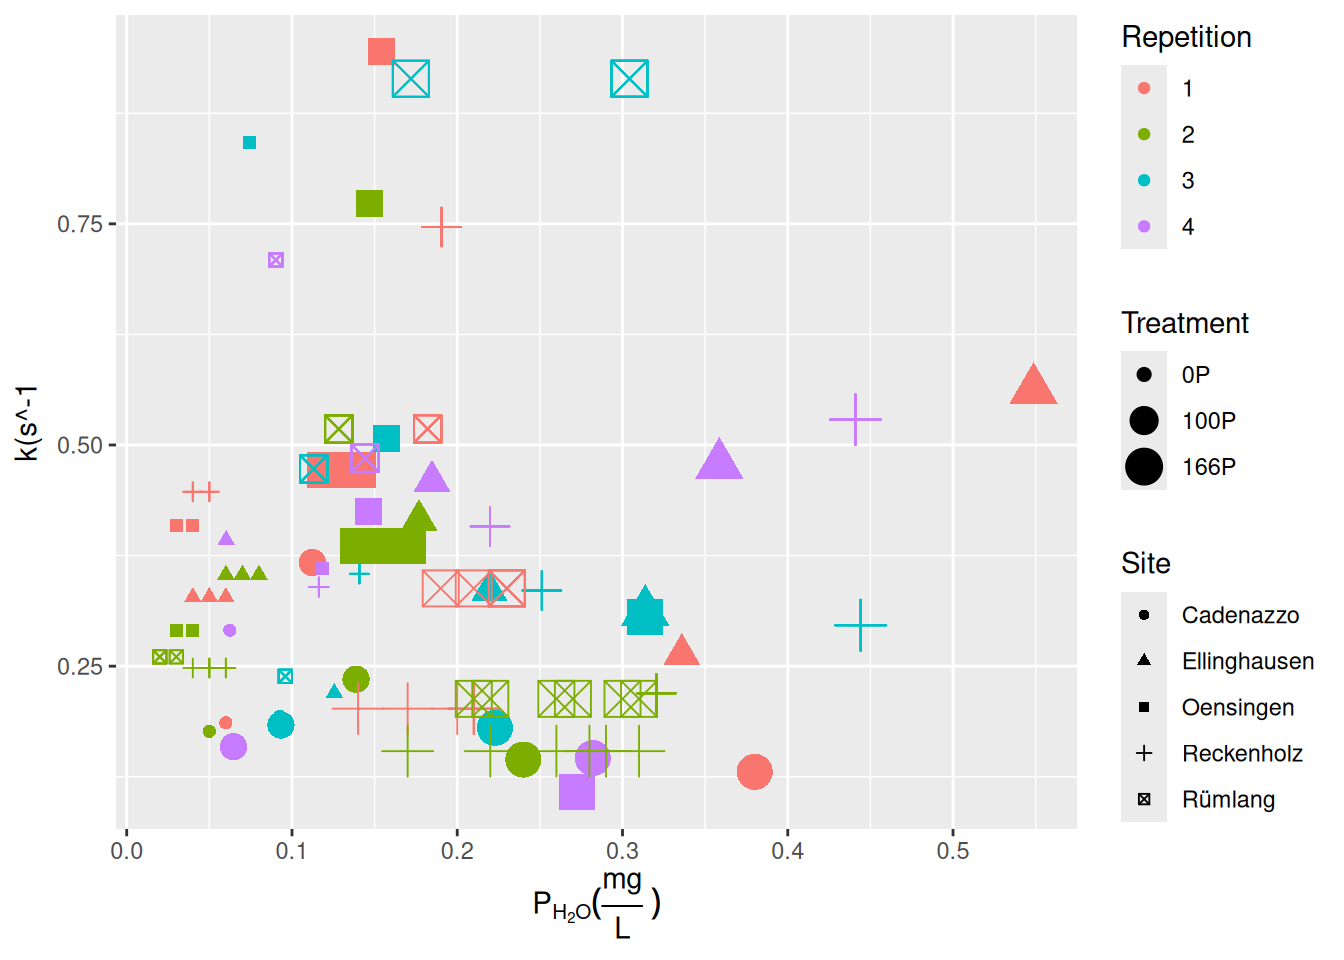 Repetition
1
2
3
4
Treatment
0P
100P
166P
Site
Cadenazzo
Ellinghausen
Oensingen
Reckenholz
Rümlang
k(s^-1
0.75
0.50
0.25
0.0 0.1 0.2 0.3 0.4 0.5
P_H₂O(mg/L)